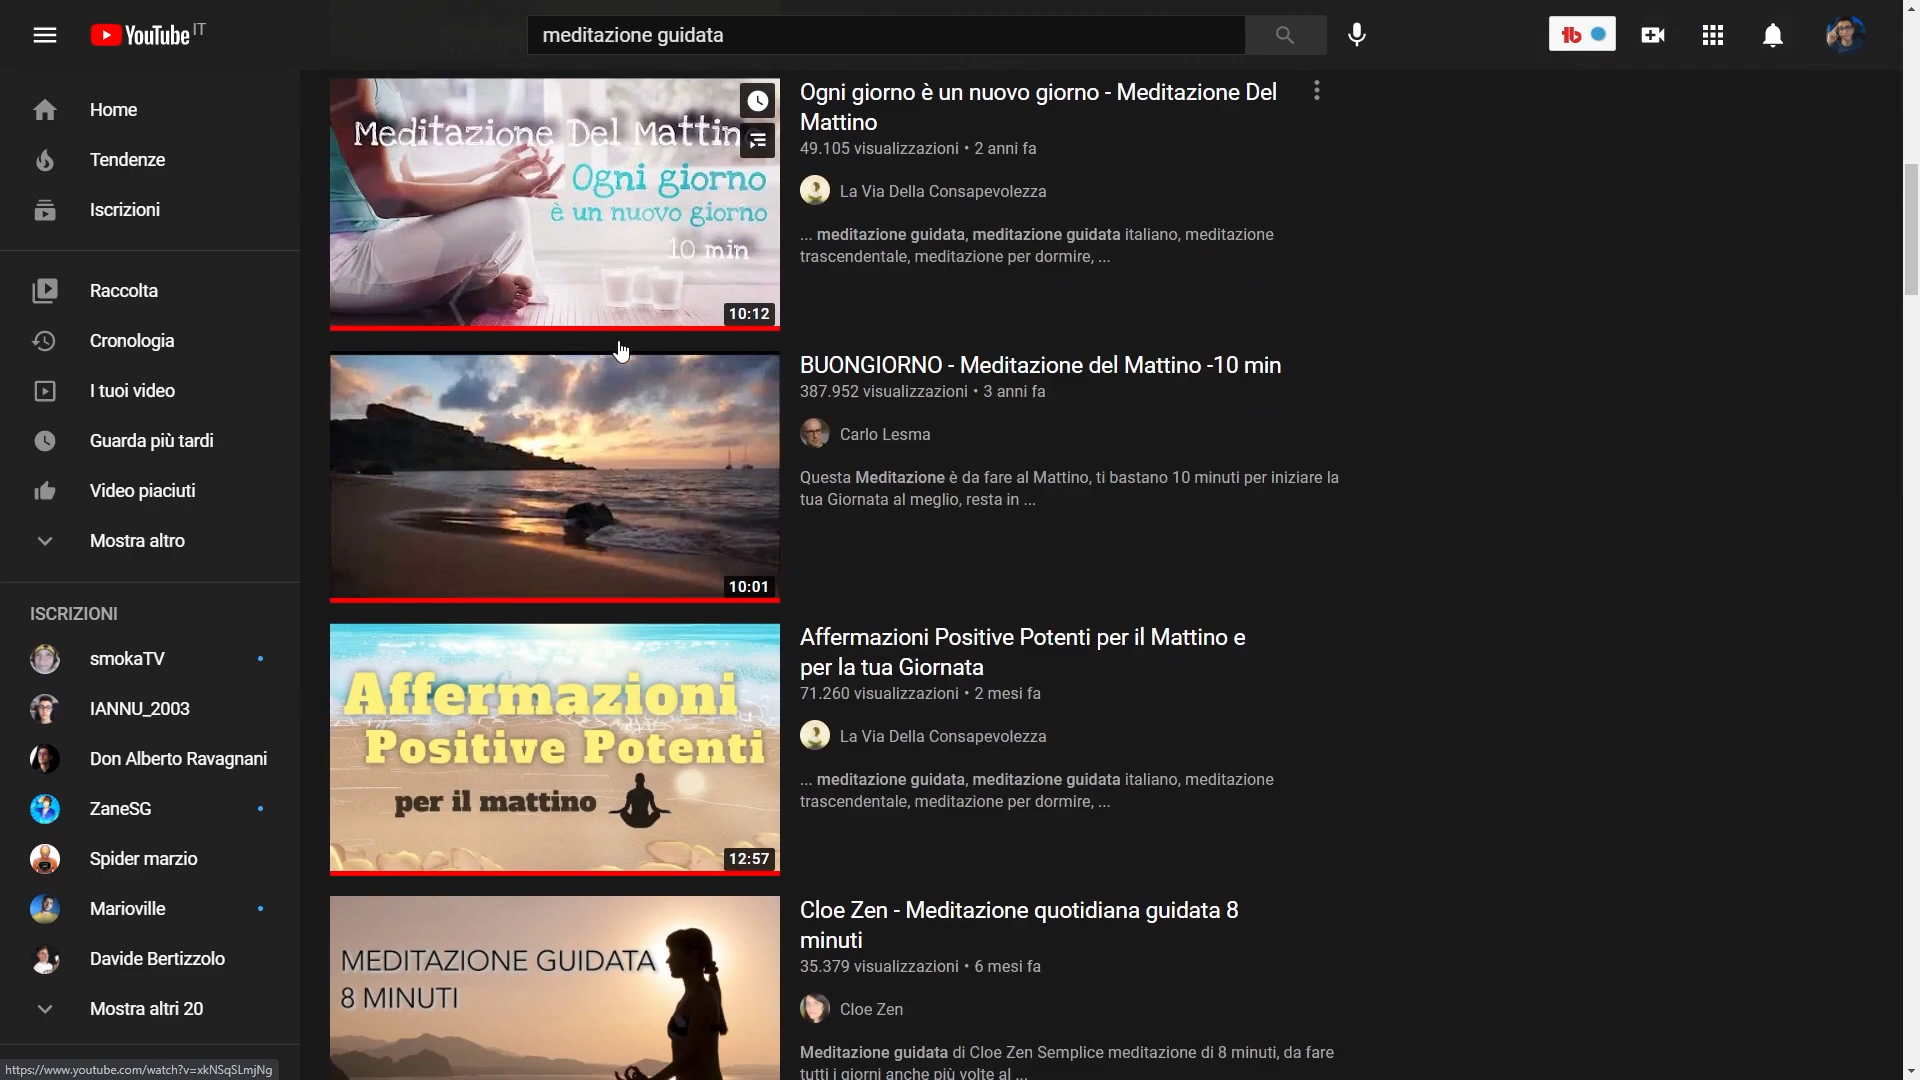 YouTube IT
meditazione guidata
Home
Tendenze
Iscrizioni
Raccolta
Cronologia
I tuoi video
Guarda più tardi
Video piaciuti
Mostra altro
ISCRIZIONI
smokaTV
IANNU_2003
Don Alberto Ravagnani
ZaneSG
Spider marzio
Marioville
Davide Bertizzolo
Mostra altri 20
https://www.youtube.com/watch?v=xkNSqSLmjNg
Meditazione Del Mattin
Ogni giorno
è un nuovo giorno
10 min
10:12
Ogni giorno è un nuovo giorno - Meditazione Del
Mattino
49.105 visualizzazioni • 2 anni fa
La Via Della Consapevolezza
... meditazione guidata, meditazione guidata italiano, meditazione
trascendentale, meditazione per dormire, ...
10:01
BUONGIORNO - Meditazione del Mattino -10 min
387.952 visualizzazioni • 3 anni fa
Carlo Lesma
Questa Meditazione è da fare al Mattino, ti bastano 10 minuti per iniziare la
tua Giornata al meglio, resta in ...
Affermazioni
Positive Potenti
per il mattino
12:57
Affermazioni Positive Potenti per il Mattino e
per la tua Giornata
71.260 visualizzazioni • 2 mesi fa
La Via Della Consapevolezza
... meditazione guidata, meditazione guidata italiano, meditazione
trascendentale, meditazione per dormire, ...
MEDITAZIONE GUIDATA
8 MINUTI
Cloe Zen - Meditazione quotidiana guidata 8
minuti
35.379 visualizzazioni • 6 mesi fa
Cloe Zen
Meditazione guidata di Cloe Zen Semplice meditazione di 8 minuti, da fare
tutti i giorni anche più volte al ...